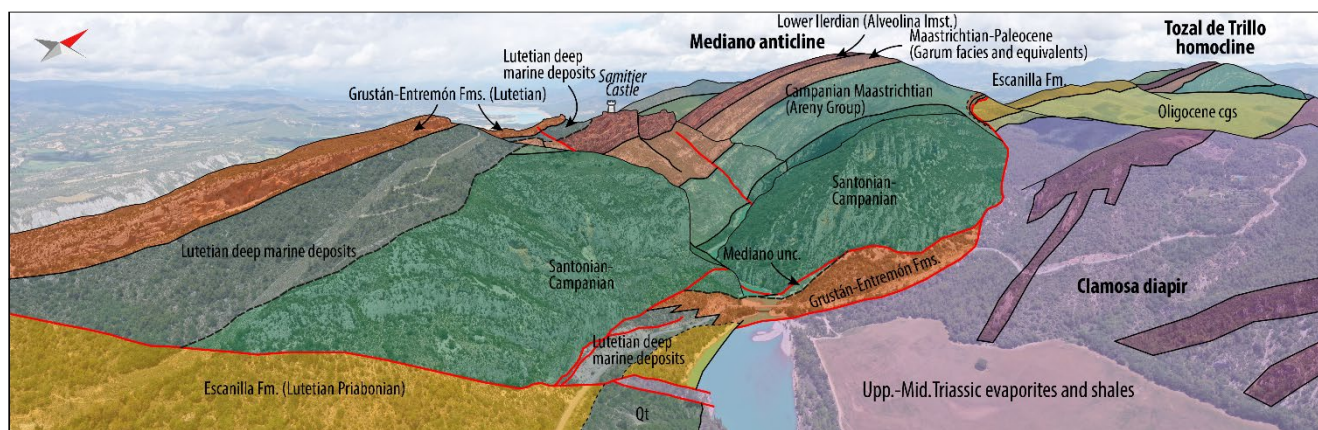 Lower Ilerdian (Alveolina lmst.)
Mediano anticline
Maastrichtian-Paleocene
(Garum facies and equivalents)
Tozal de Trillo
homocline
Lutetian deep
marine deposits
Samitier
Castle
Grustán-Entremón Fms. (Lutetian)
Escanilla Fm.
Campanian Maastrichtian
(Areny Group)
Oligocene cgs
Santonian-
Campanian
Lutetian deep marine deposits
Mediano unc.
Santonian-
Campanian
Grustán-Entremón Fms.
Clamosa diapir
Lutetian deep
marine deposits
Escanilla Fm. (Lutetian Priabonian)
Upp.-Mid. Triassic evaporites and shales
Qt